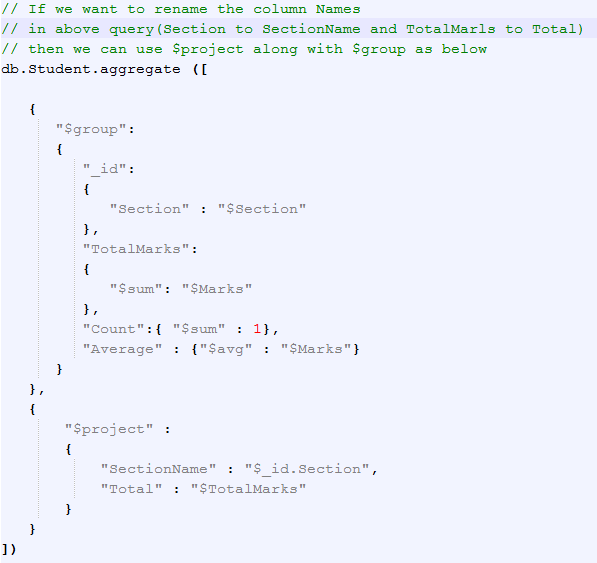 // If we want to rename the column Names
// in above query(Section to SectionName and TotalMarls to Total)
// then we can use $project along with $group as below
db.Student.aggregate ([
{
"$group":
{
"_id":
{
"Section" : "$Section"
},
"TotalMarks":
{
"$sum": "$Marks"
},
"Count":{ "$sum" : 1},
"Average" : {"$avg" : "$Marks"}
}
},
{
"$project" :
{
"SectionName" : "$_id.Section",
"Total" : "$TotalMarks"
}
}
])